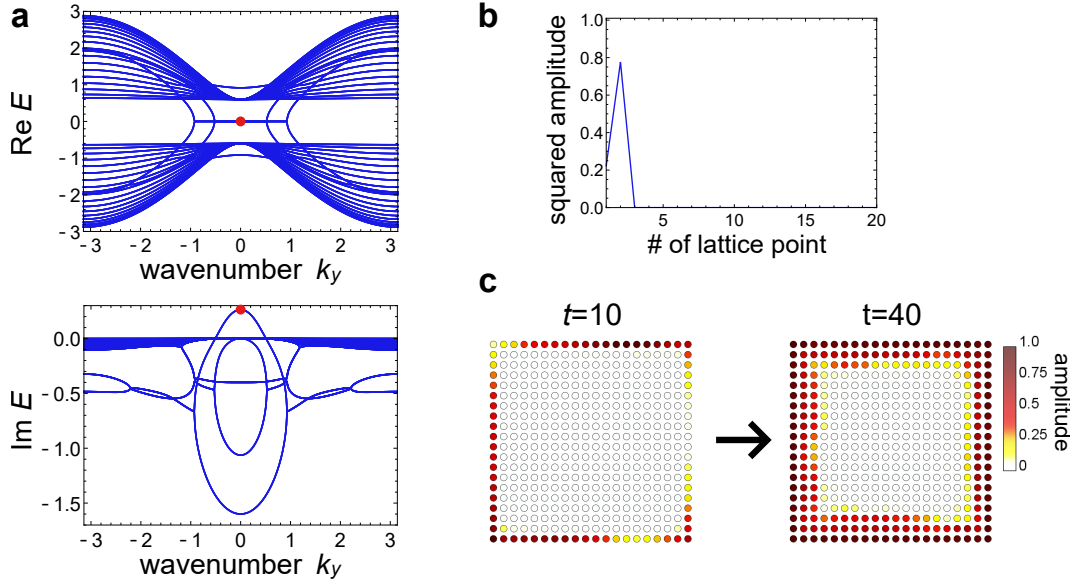 a
3
2
1
0
- 1
- 2
- 3
Re E
- 3 - 2 - 1 0 1 2 3
wavenumber ky
0.0
- 0.5
- 1.0
- 1.5
Im E
- 3 - 2 - 1 0 1 2 3
wavenumber ky
b
1.0
0.8
0.6
0.4
0.2
0.0
squared amplitude
5 10 15 20
# of lattice point
c
t=10
t=40
1.0
0.75
0.5
0.25
0
amplitude